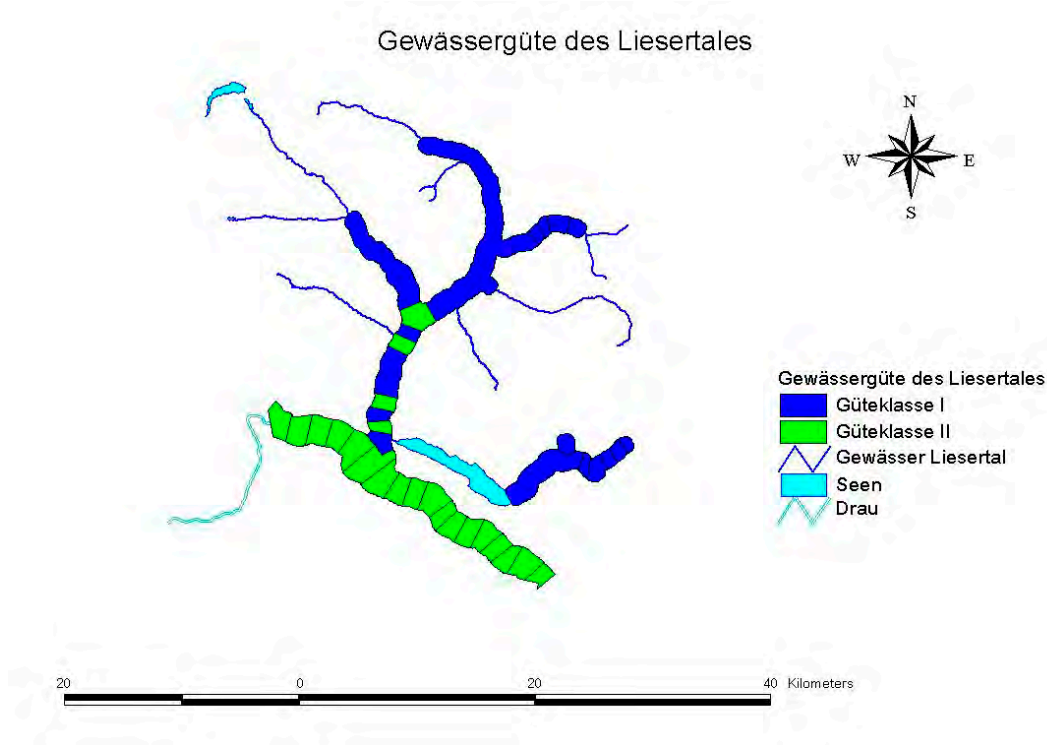 Gewässergüte des Liesertales
N
W E
S
Gewässergüte des Liesertales
Güteklasse I
Güteklasse II
Gewässer Liesertal
Seen
Drau
20 0 20 40 Kilometers